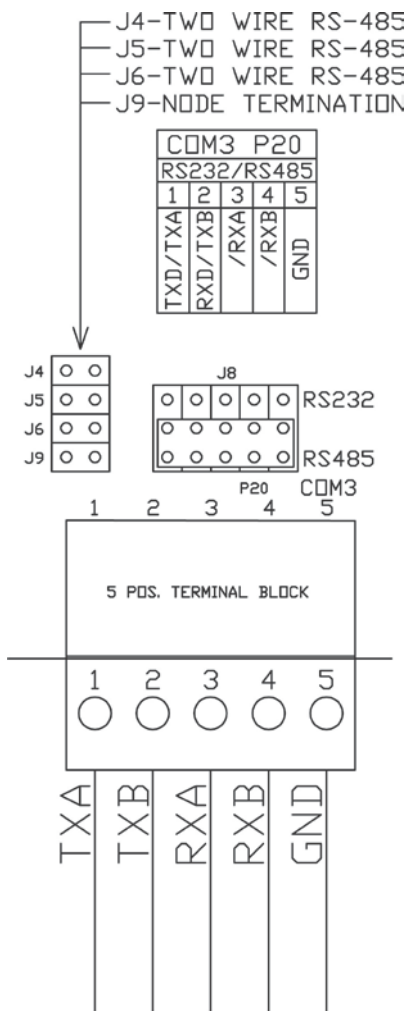 J4-TWO WIRE RS-485
J5-TWO WIRE RS-485
J6-TWO WIRE RS-485
J9-NODE TERMINATION
COM3 P20
RS232/RS485
1 2 3 4 5
TXD/TXA
RXD/TXB
/RXA
/RXB
GND
J4
J5
J6
J9
J8
RS232
RS485
P20 COM3
1 2 3 4 5
5 POS. TERMINAL BLOCK
1 2 3 4 5
TXA
TXB
RXA
RXB
GND